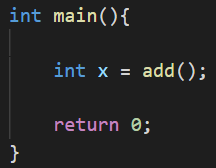 int main(){
int x = add();
return 0;
}